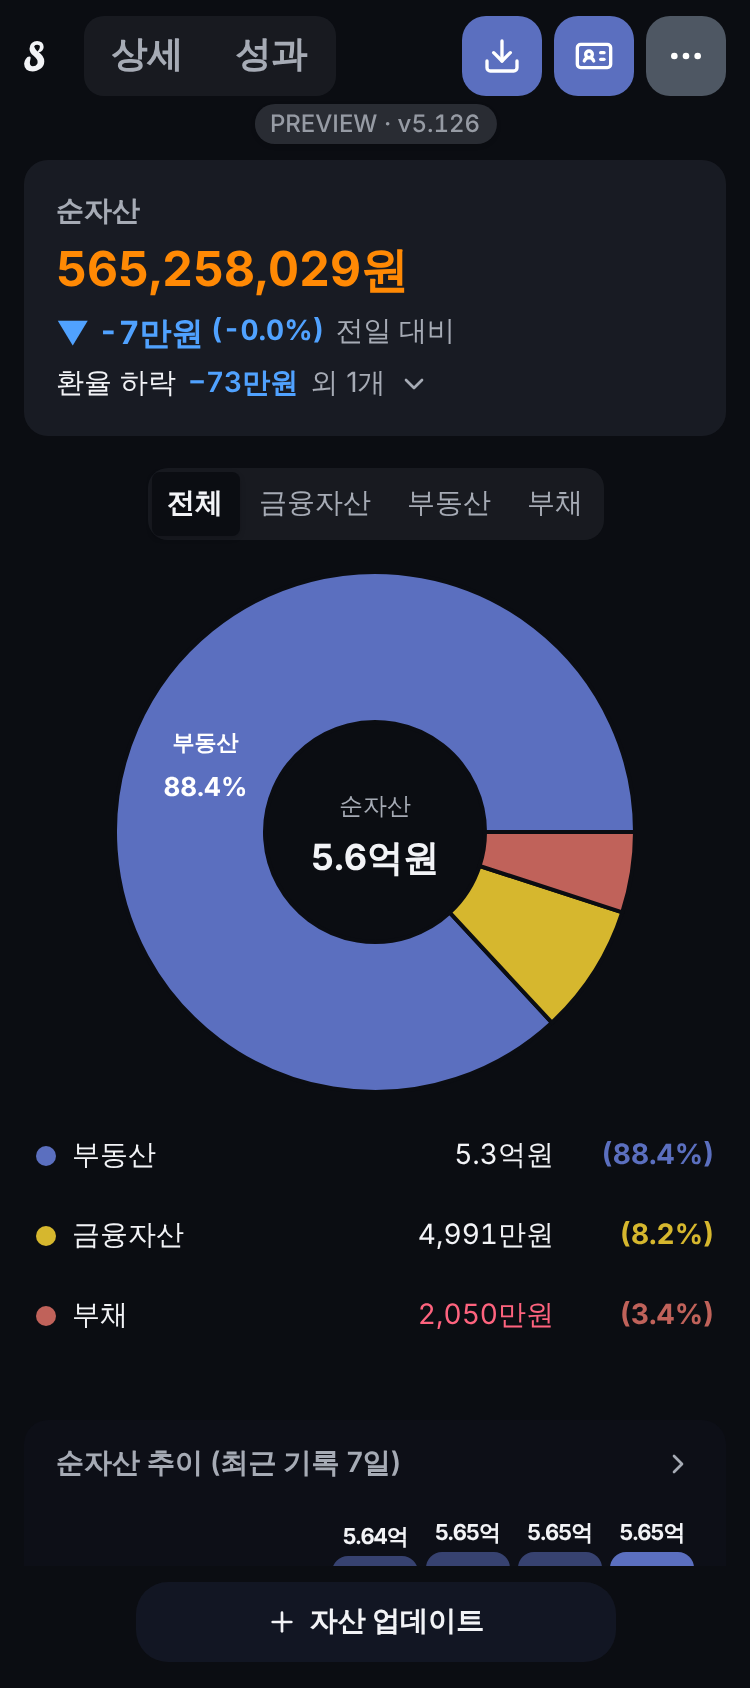 S
상세 성과
PREVIEW · v5.126
순자산
565,258,029원
▼ -7만원 (-0.0%) 전일 대비
환율 하락 -73만원 외 1개
전체 금융자산 부동산 부채
부동산
88.4%
순자산
5.6억원
부동산 5.3억원 (88.4%)
금융자산 4,991만원 (8.2%)
부채 2,050만원 (3.4%)
순자산 추이 (최근 기록 7일)
5.64억 5.65억 5.65억 5.65억
+ 자산 업데이트